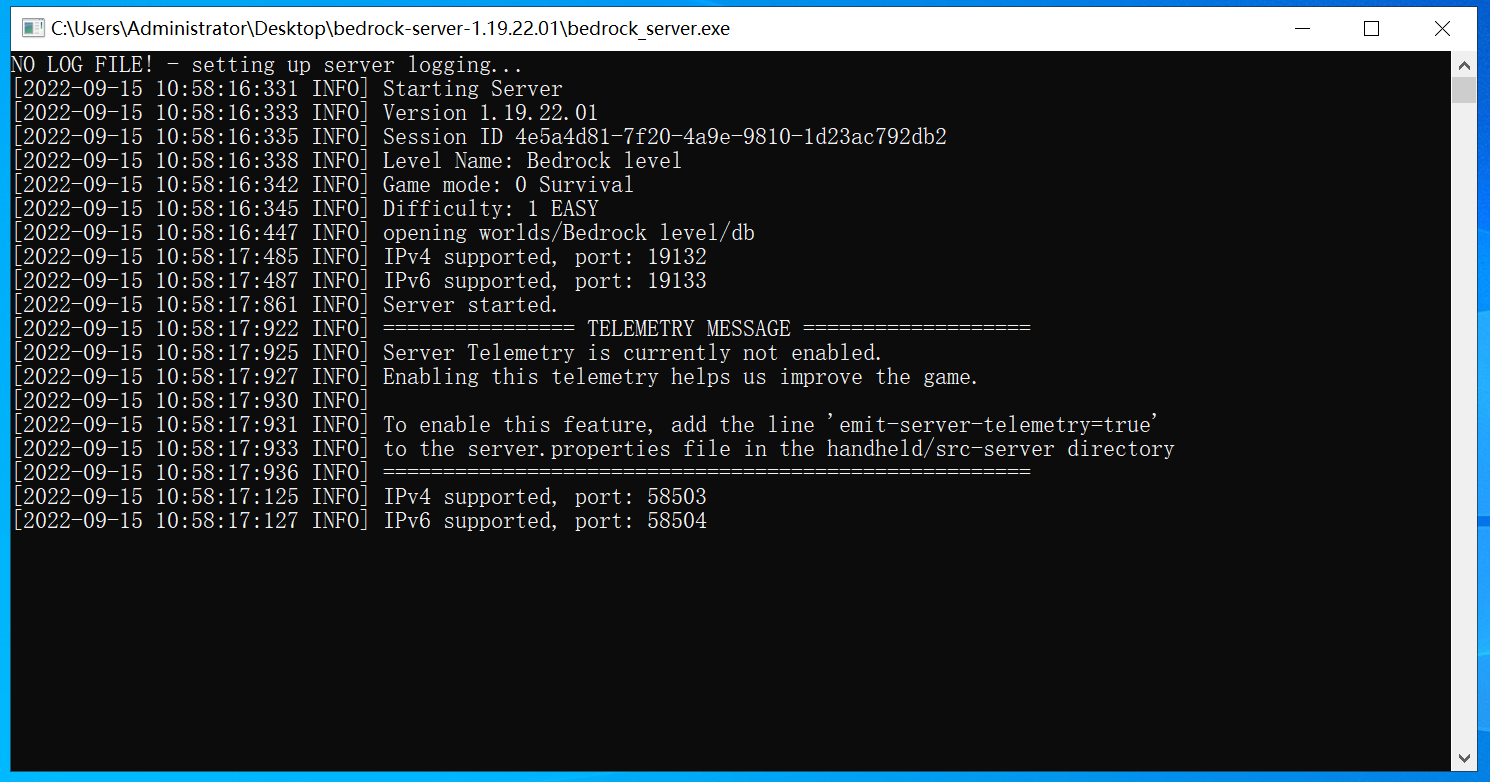 C:\Users\Administrator\Desktop\bedrock-server-1.19.22.01\bedrock_server.exe
NO LOG FILE! - setting up server logging...
[2022-09-15 10:58:16:331 INFO] Starting Server
[2022-09-15 10:58:16:333 INFO] Version 1.19.22.01
[2022-09-15 10:58:16:335 INFO] Session ID 4e5a4d81-7f20-4a9e-9810-1d23ac792db2
[2022-09-15 10:58:16:338 INFO] Level Name: Bedrock level
[2022-09-15 10:58:16:342 INFO] Game mode: 0 Survival
[2022-09-15 10:58:16:345 INFO] Difficulty: 1 EASY
[2022-09-15 10:58:16:447 INFO] opening worlds/Bedrock level/db
[2022-09-15 10:58:17:485 INFO] IPv4 supported, port: 19132
[2022-09-15 10:58:17:487 INFO] IPv6 supported, port: 19133
[2022-09-15 10:58:17:861 INFO] Server started.
[2022-09-15 10:58:17:922 INFO] ================ TELEMETRY MESSAGE ===================
[2022-09-15 10:58:17:925 INFO] Server Telemetry is currently not enabled.
[2022-09-15 10:58:17:927 INFO] Enabling this telemetry helps us improve the game.
[2022-09-15 10:58:17:930 INFO]
[2022-09-15 10:58:17:931 INFO] To enable this feature, add the line 'emit-server-telemetry=true'
[2022-09-15 10:58:17:933 INFO] to the server.properties file in the handheld/src-server directory
[2022-09-15 10:58:17:936 INFO] ======================================================
[2022-09-15 10:58:17:125 INFO] IPv4 supported, port: 58503
[2022-09-15 10:58:17:127 INFO] IPv6 supported, port: 58504